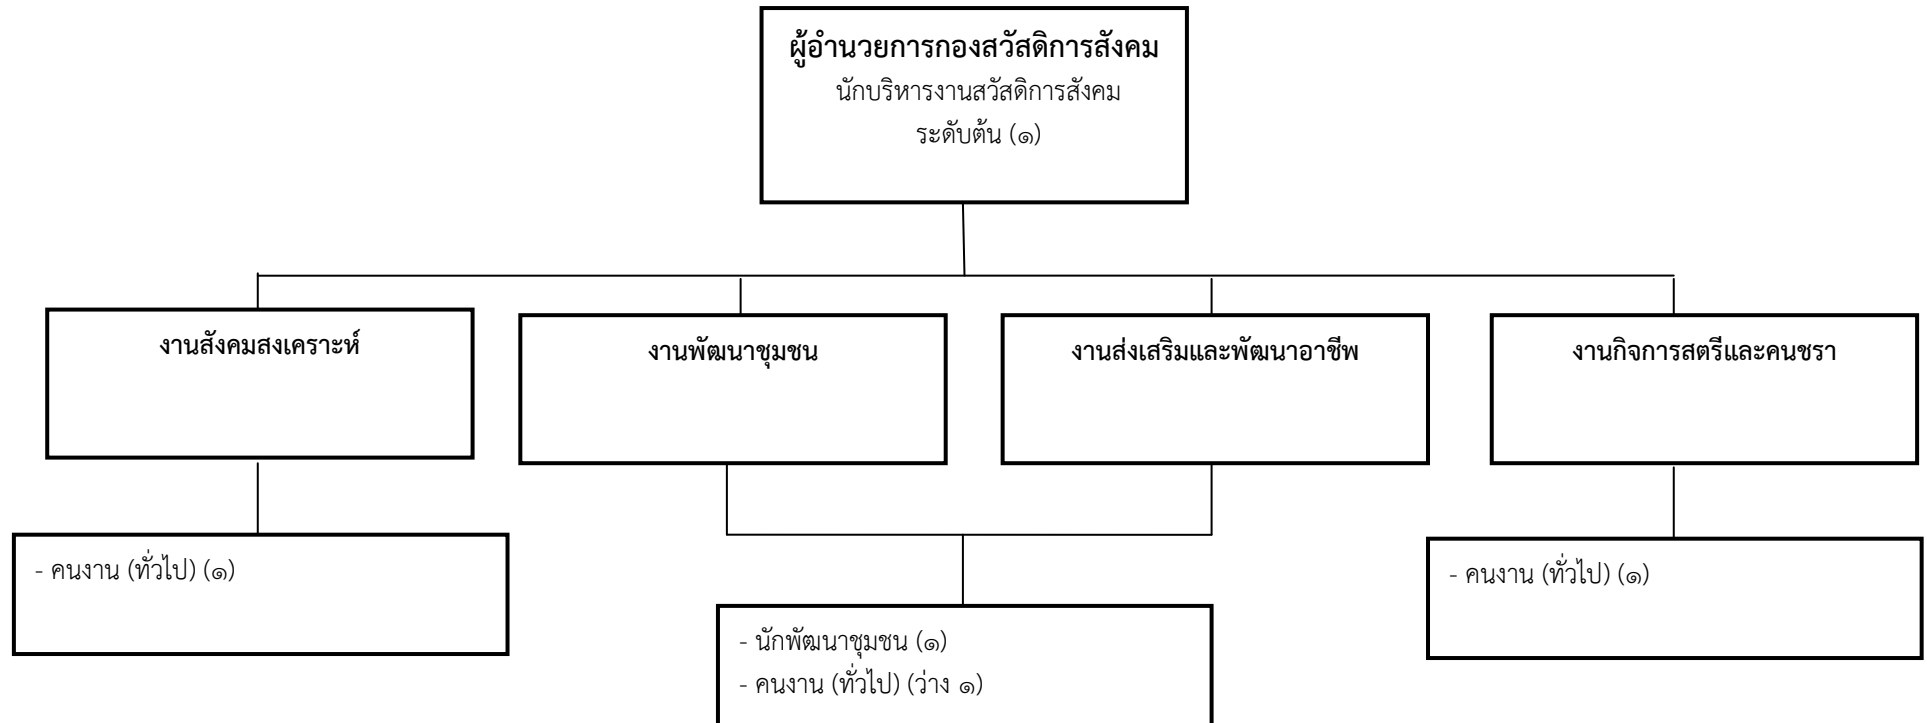 ผู้อำนวยการกองสวัสดิการสังคม
นักบริหารงานสวัสดิการสังคม
ระดับต้น (๑)
งานสังคมสงเคราะห์
งานพัฒนาชุมชน
งานส่งเสริมและพัฒนาอาชีพ
งานกิจการสตรีและคนชรา
- คนงาน (ทั่วไป) (๑)
- นักพัฒนาชุมชน (๑)
- คนงาน (ทั่วไป) (ว่าง ๑)
- คนงาน (ทั่วไป) (๑)